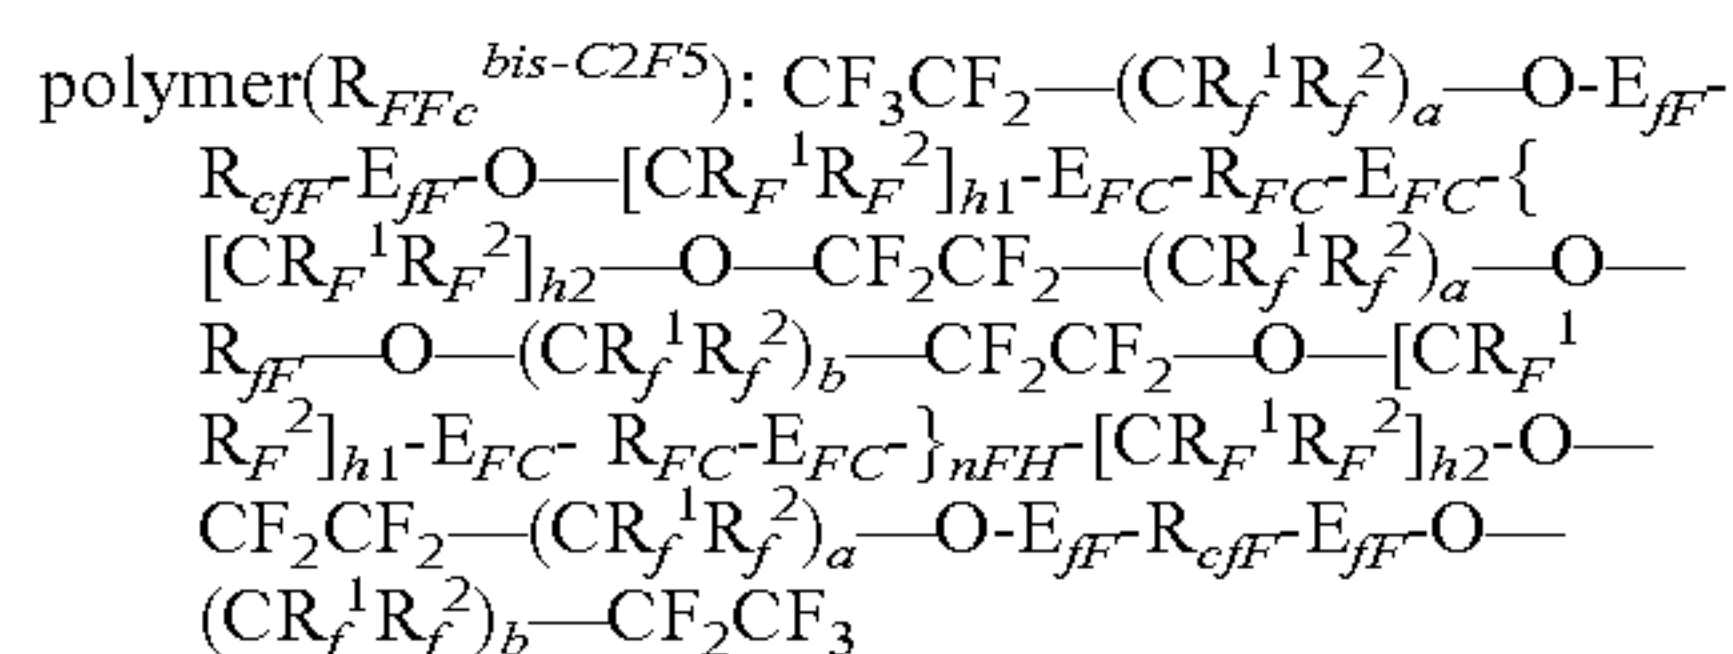 polymer(R_{FFc}^{bis-C2F5}): CF_3CF_2—(CR_f^1R_f^2)_a—O-E_{fF}-
R_{cfF}-E_{fF}-O—[CR_F^1R_F^2]_{h1}-E_{FC}-R_{FC}-E_{FC}-{
[CR_F^1R_F^2]_{h2}—O—CF_2CF_2—(CR_f^1R_f^2)_a—O—
R_{fF}—O—(CR_f^1R_f^2)_b—CF_2CF_2—O—[CR_F^1
R_F^2]_{h1}-E_{FC}- R_{FC}-E_{FC}-}_{nFH}-[CR_F^1R_F^2]_{h2}-O—
CF_2CF_2—(CR_f^1R_f^2)_a—O-E_{fF}-R_{cfF}-E_{fF}-O—
(CR_f^1R_f^2)_b—CF_2CF_3